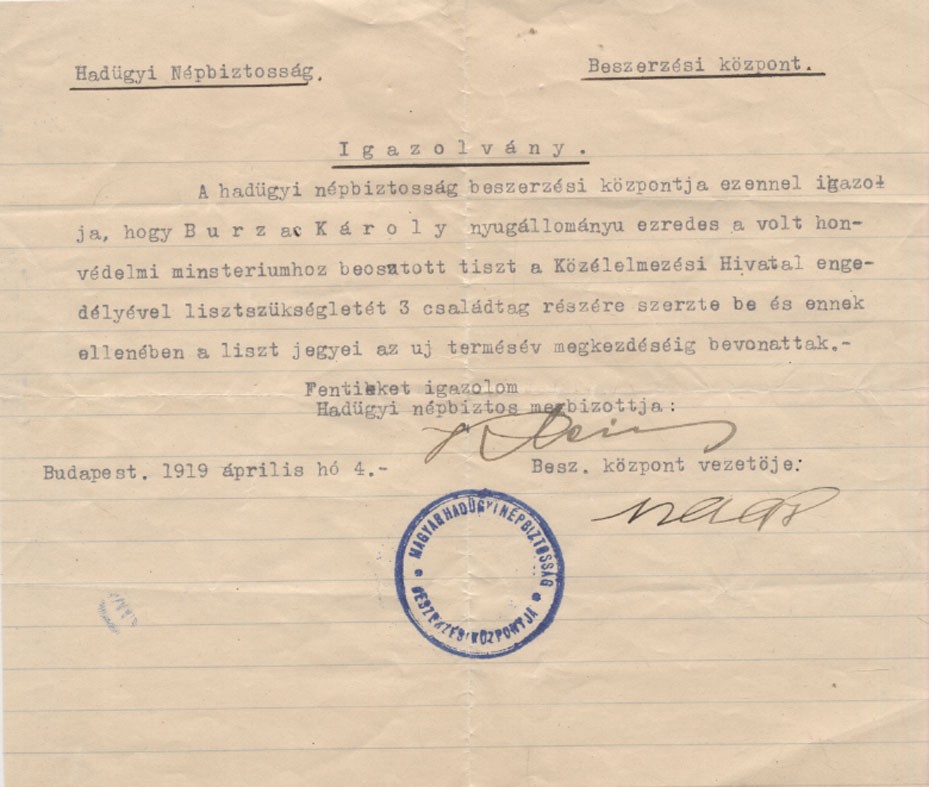 Hadügyi Népbiztosság. Beszerzési központ.
Igazolvány.
A hadügyi népbiztosság beszerzési központja ezennel igazol
ja, hogy Burza Károly nyugállományu ezredes a volt hon-
védelmi minsteriumhoz beosztott tiszt a Közélelmezési Hivatal enge-
délyével lisztszükségletét 3 családtag részére szerzte be és ennek
ellenében a liszt jegyei az uj termésév megkezdéséig bevonattak.-
Fentieket igazolom
Hadügyi népbiztos megbizottja:
Budapest. 1919 április hó 4.- Besz. központ vezetöje:
MAGYAR HADÜGYI NÉPBIZTOSSÁG
BESZERZÉSI KÖZPONTJA